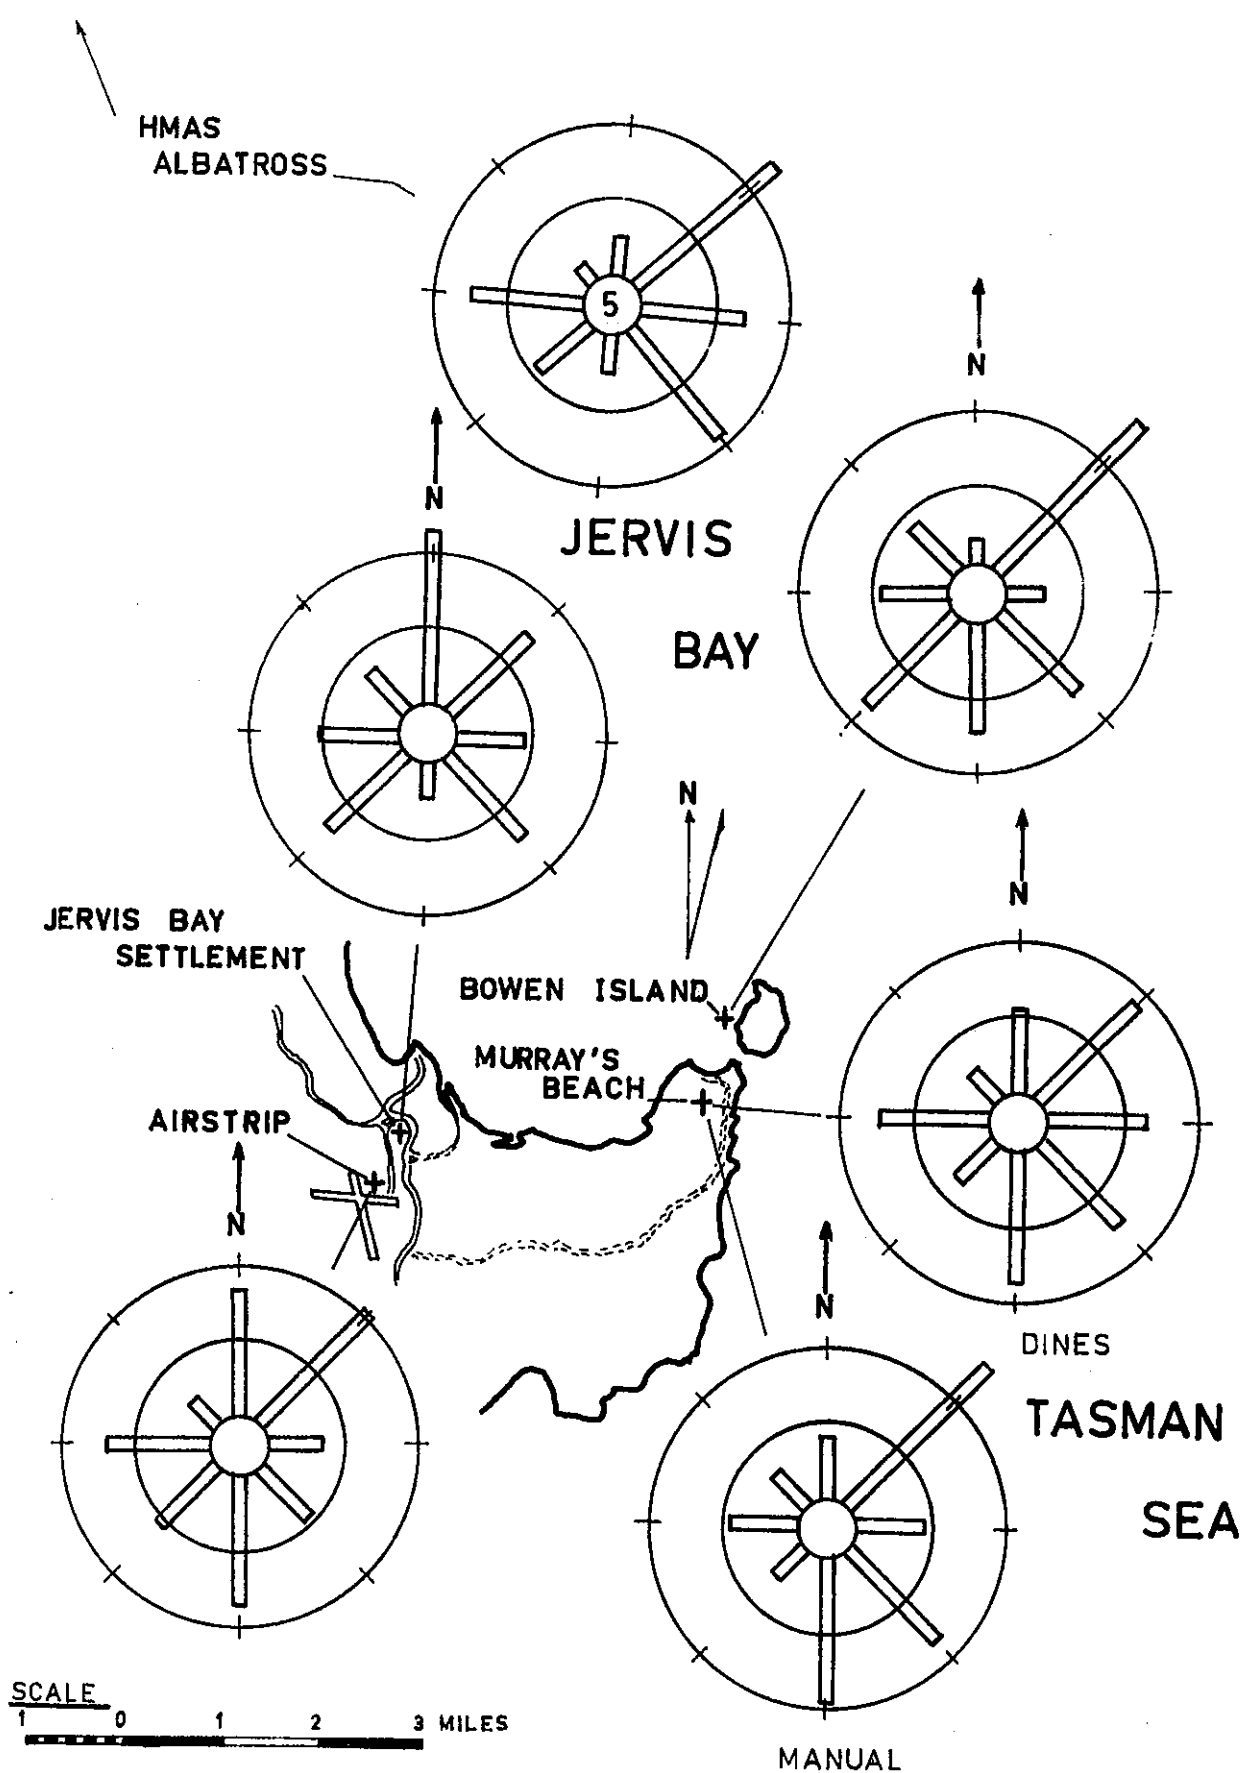 HMAS
ALBATROSS
5
N
N
JERVIS
BAY
N
N
JERVIS BAY
SETTLEMENT
BOWEN ISLAND
MURRAY'S
BEACH
AIRSTRIP
N
N
DINES
TASMAN
SEA
SCALE
1 0 1 2 3 MILES
MANUAL